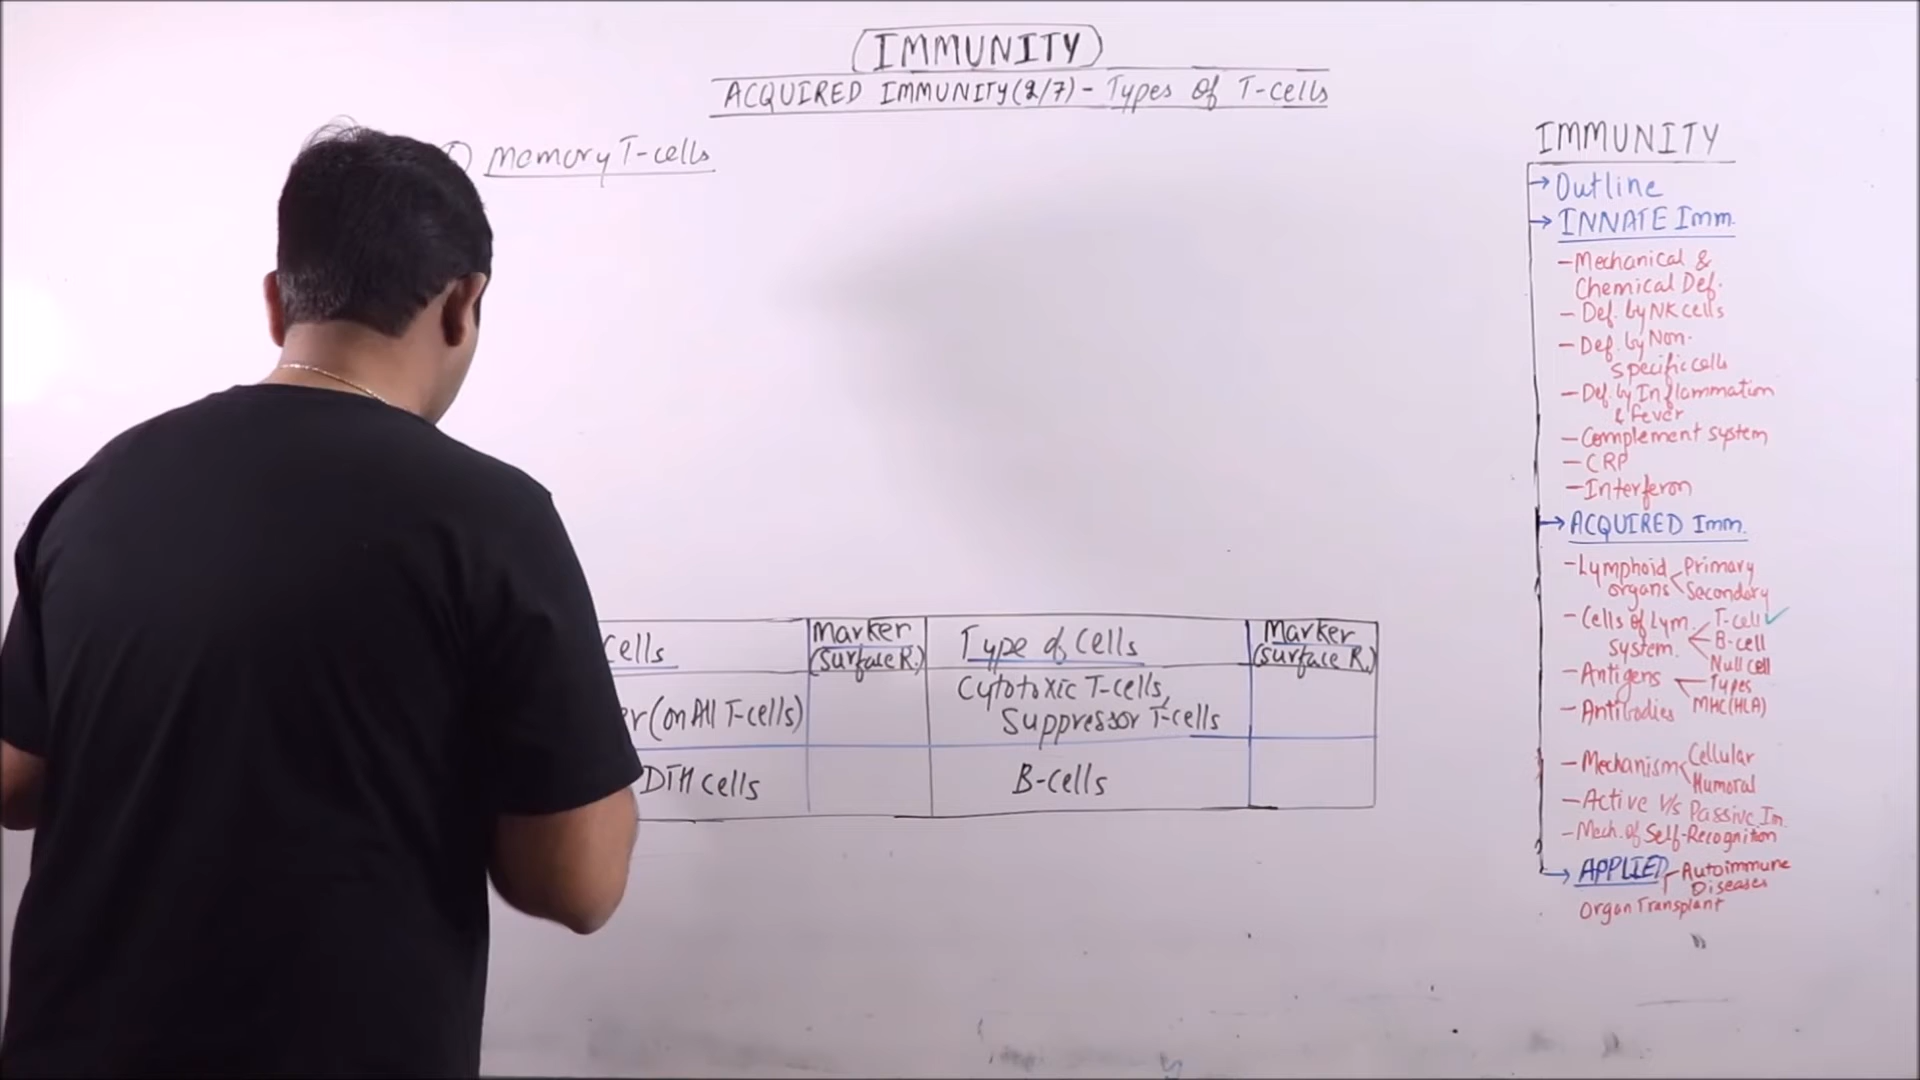 IMMUNITY
ACQUIRED IMMUNITY(2/7) - Types of T-cells
Memory T-cells
Cells
Marker
(surface R.)
Type of Cells
Marker
(surface R.)
(on All T-cells)
Cytotoxic T-cells,
Suppressor T-cells
DTH cells
B-cells
IMMUNITY
→ Outline
→ INNATE Imm.
- Mechanical &
Chemical Def.
- Def. by NK cells
- Def. by Non-
specific cells
- Def. by Inflammation
& fever
- Complement system
- CRP
- Interferon
→ ACQUIRED Imm.
- Lymphoid organs < Primary
Secondary
- Cells of Lym. system < T-cell ✓
B-cell
Null cell
- Antigens < Types
MHC(HLA)
- Antibodies
- Mechanism < Cellular
Humoral
- Active V/s Passive Im.
- Mech. of Self-Recognition
→ APPLIED - Autoimmune
Diseases
Organ Transplant